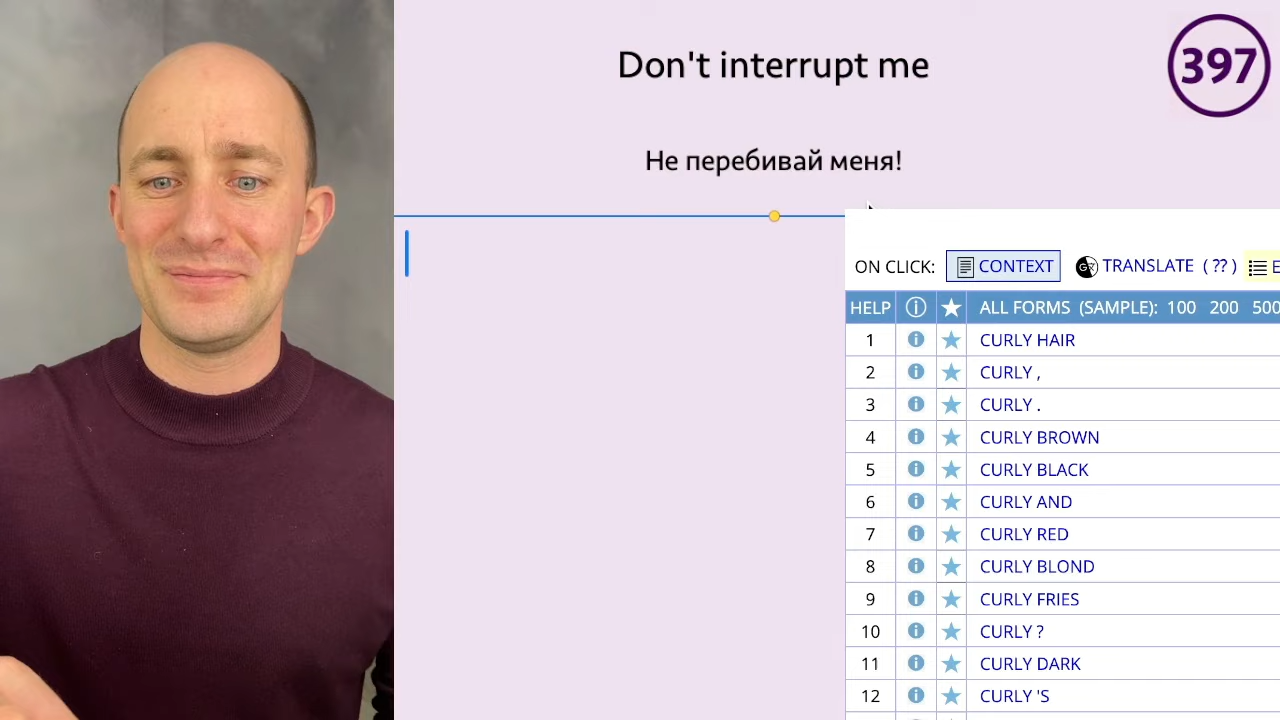 Don't interrupt me
397
Не перебивай меня!
ON CLICK: CONTEXT TRANSLATE ( ?? ) E
HELP ALL FORMS (SAMPLE): 100 200 500
1 CURLY HAIR
2 CURLY ,
3 CURLY .
4 CURLY BROWN
5 CURLY BLACK
6 CURLY AND
7 CURLY RED
8 CURLY BLOND
9 CURLY FRIES
10 CURLY ?
11 CURLY DARK
12 CURLY 'S